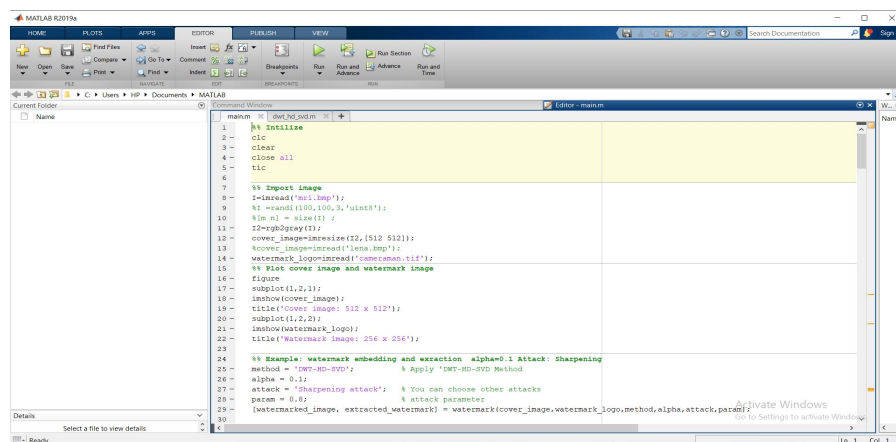 MATLAB R2019a
HOME PLOTS APPS EDITOR PUBLISH VIEW
Search Documentation
Sign
New Open Save
Find Files
Compare
Print
Go To
Find
Insert
Comment
Indent
Breakpoints
Run
Run and Advance
Run Section
Advance
Run and Time
FILE NAVIGATE EDIT BREAKPOINTS RUN
C: Users HP Documents MATLAB
Current Folder
Name
Command Window
Editor - main.m
W...
Nam
main.m
dwt_hd_svd.m
1 %% Intilize
2 - clc
3 - clear
4 - close all
5 - tic
6
7 %% Import image
8 - I=imread('mri.bmp');
9 %I =randi(100,100,3,'uint8');
10 %[m n] = size(I) ;
11 - I2=rgb2gray(I);
12 - cover_image=imresize(I2,[512 512]);
13 %cover_image=imread('lena.bmp');
14 - watermark_logo=imread('cameraman.tif');
15 %% Plot cover image and watermark image
16 - figure
17 - subplot(1,2,1);
18 - imshow(cover_image);
19 - title('Cover image: 512 x 512');
20 - subplot(1,2,2);
21 - imshow(watermark_logo);
22 - title('Watermark image: 256 x 256');
23
24 %% Example: watermark embedding and exraction alpha=0.1 Attack: Sharpening
25 - method = 'DWT-HD-SVD'; % Apply 'DWT-HD-SVD Method
26 - alpha = 0.1;
27 - attack = 'Sharpening attack'; % You can choose other attacks
28 - param = 0.8; % attack parameter
29 - [watermarked_image, extracted_watermark] = watermark(cover_image,watermark_logo,method,alpha,attack,param);
30
Activate Windows
Go to Settings to activate Windows.
Details
Select a file to view details
Ready
Ln 1 Col 1